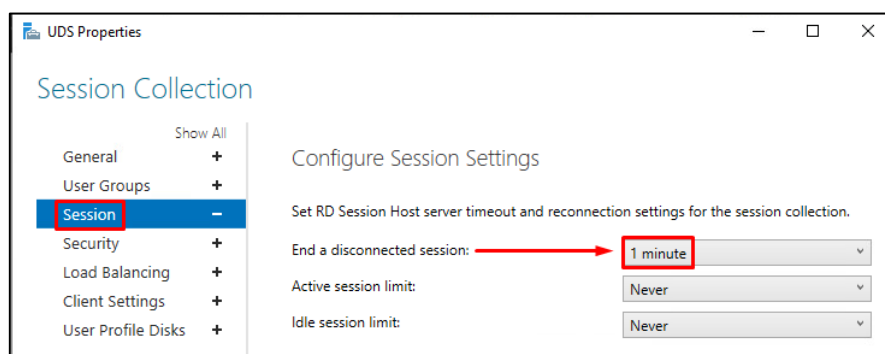 UDS Properties
Session Collection
Show All
General +
User Groups +
Session –
Security +
Load Balancing +
Client Settings +
User Profile Disks +
Configure Session Settings
Set RD Session Host server timeout and reconnection settings for the session collection.
End a disconnected session: 1 minute
Active session limit: Never
Idle session limit: Never